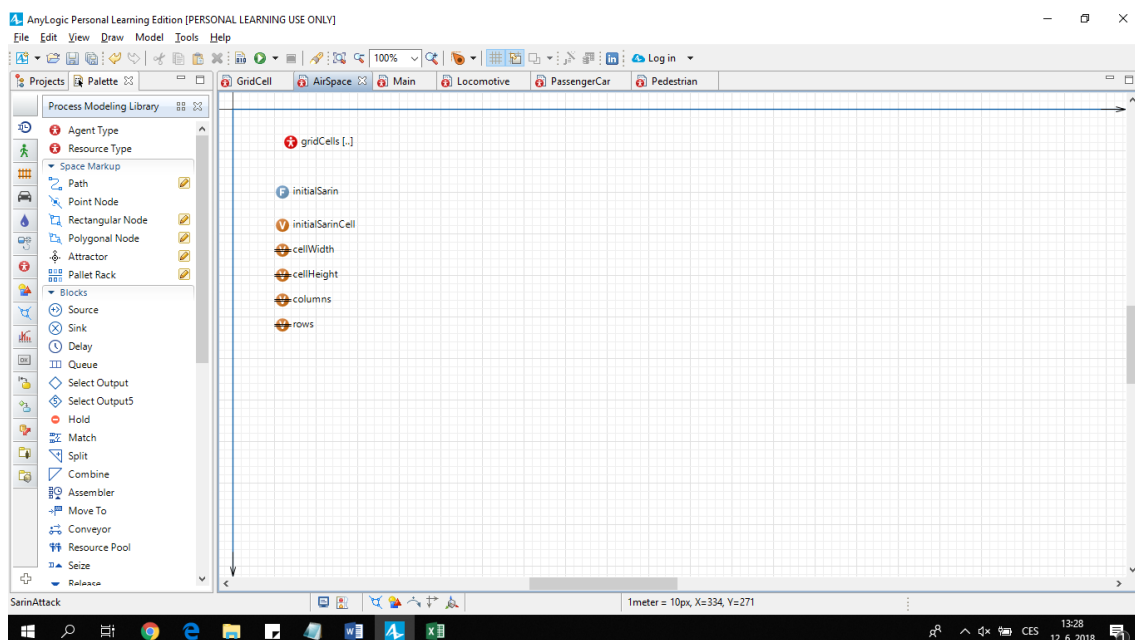 AnyLogic Personal Learning Edition [PERSONAL LEARNING USE ONLY]
File Edit View Draw Model Tools Help
100% Log in
Projects Palette GridCell AirSpace Main Locomotive PassengerCar Pedestrian
Process Modeling Library
Agent Type
Resource Type
Space Markup
Path
Point Node
Rectangular Node
Polygonal Node
Attractor
Pallet Rack
Blocks
Source
Sink
Delay
Queue
Select Output
Select Output5
Hold
Match
Split
Combine
Assembler
Move To
Conveyor
Resource Pool
Seize
Release
gridCells [..]
F initialSarin
V initialSarinCell
V cellWidth
V cellHeight
V columns
V rows
SarinAttack 1meter = 10px, X=334, Y=271
CES 13:28
12. 6. 2018